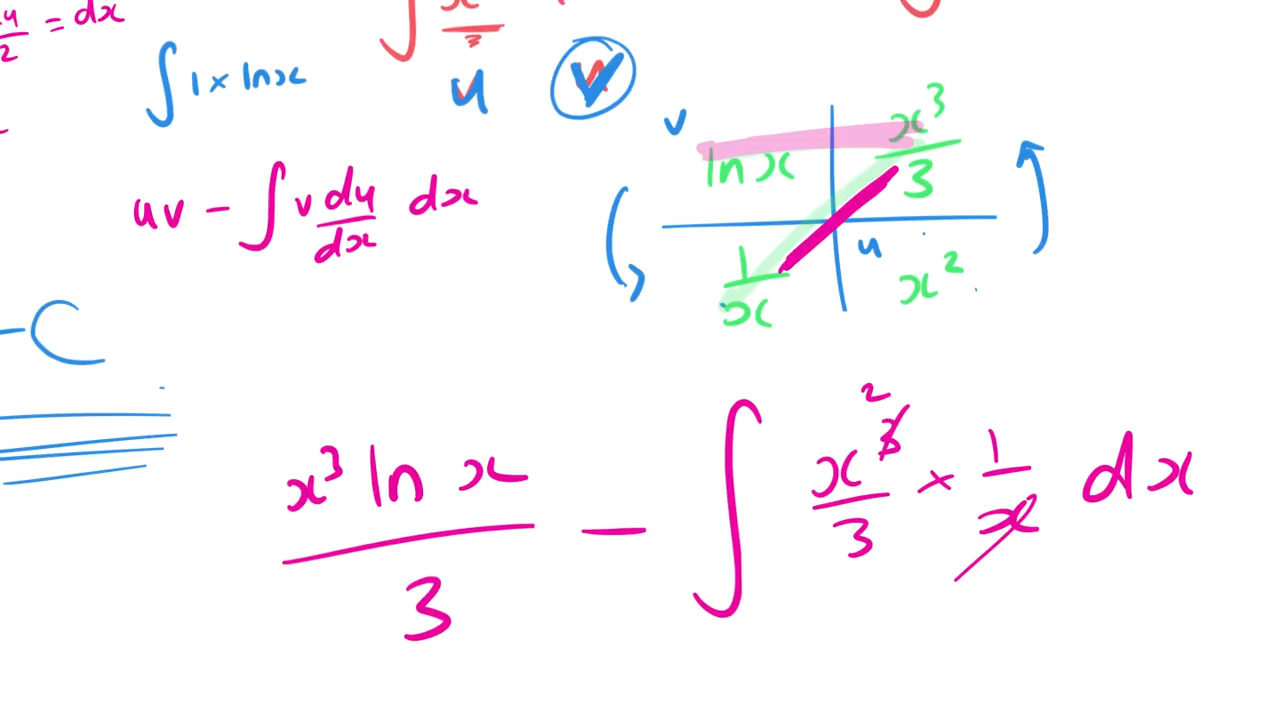 = dx
2
∫ 1 × ln x
u v
uv − ∫ v du/dx dx
v
ln x
x³/3
1/x
u
x²
− C
x³ ln x / 3 − ∫ x³/3 × 1/x dx
2